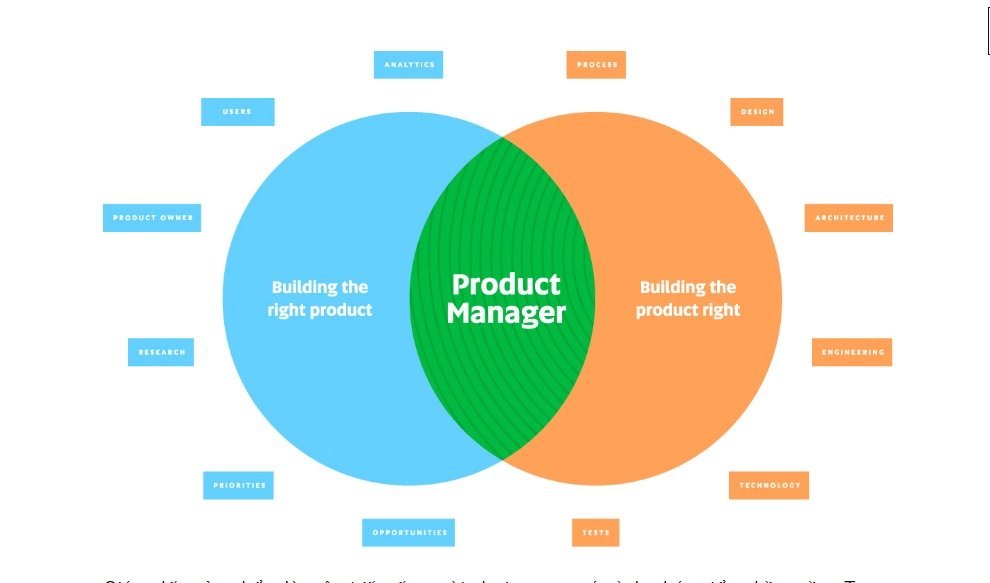 ANALYTICS
PROCESS
USERS
DESIGN
PRODUCT OWNER
ARCHITECTURE
Building the
right product
Product
Manager
Building the
product right
RESEARCH
ENGINEERING
PRIORITIES
TECHNOLOGY
OPPORTUNITIES
TESTS